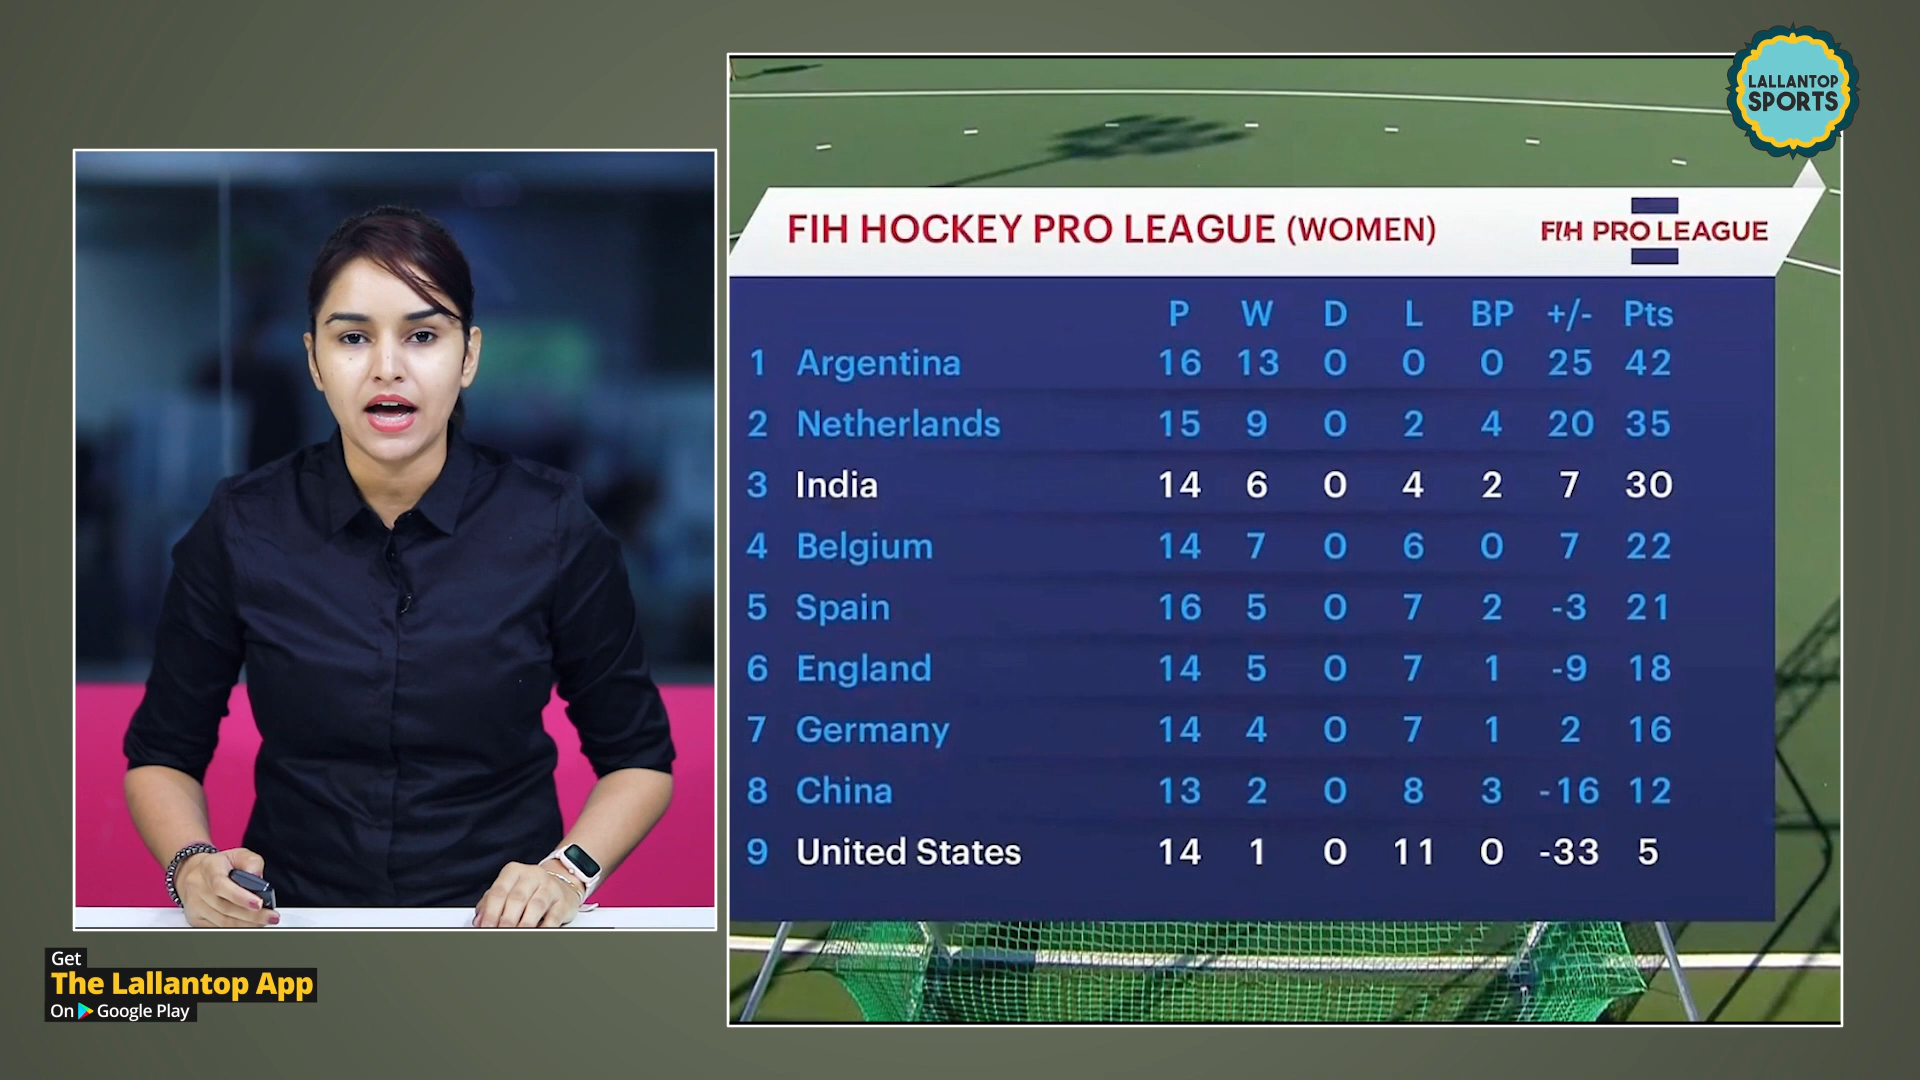 LALLANTOP
SPORTS
FIH HOCKEY PRO LEAGUE (WOMEN) FIH PRO LEAGUE
P W D L BP +/- Pts
1 Argentina 16 13 0 0 0 25 42
2 Netherlands 15 9 0 2 4 20 35
3 India 14 6 0 4 2 7 30
4 Belgium 14 7 0 6 0 7 22
5 Spain 16 5 0 7 2 -3 21
6 England 14 5 0 7 1 -9 18
7 Germany 14 4 0 7 1 2 16
8 China 13 2 0 8 3 -16 12
9 United States 14 1 0 11 0 -33 5
Get
The Lallantop App
On Google Play